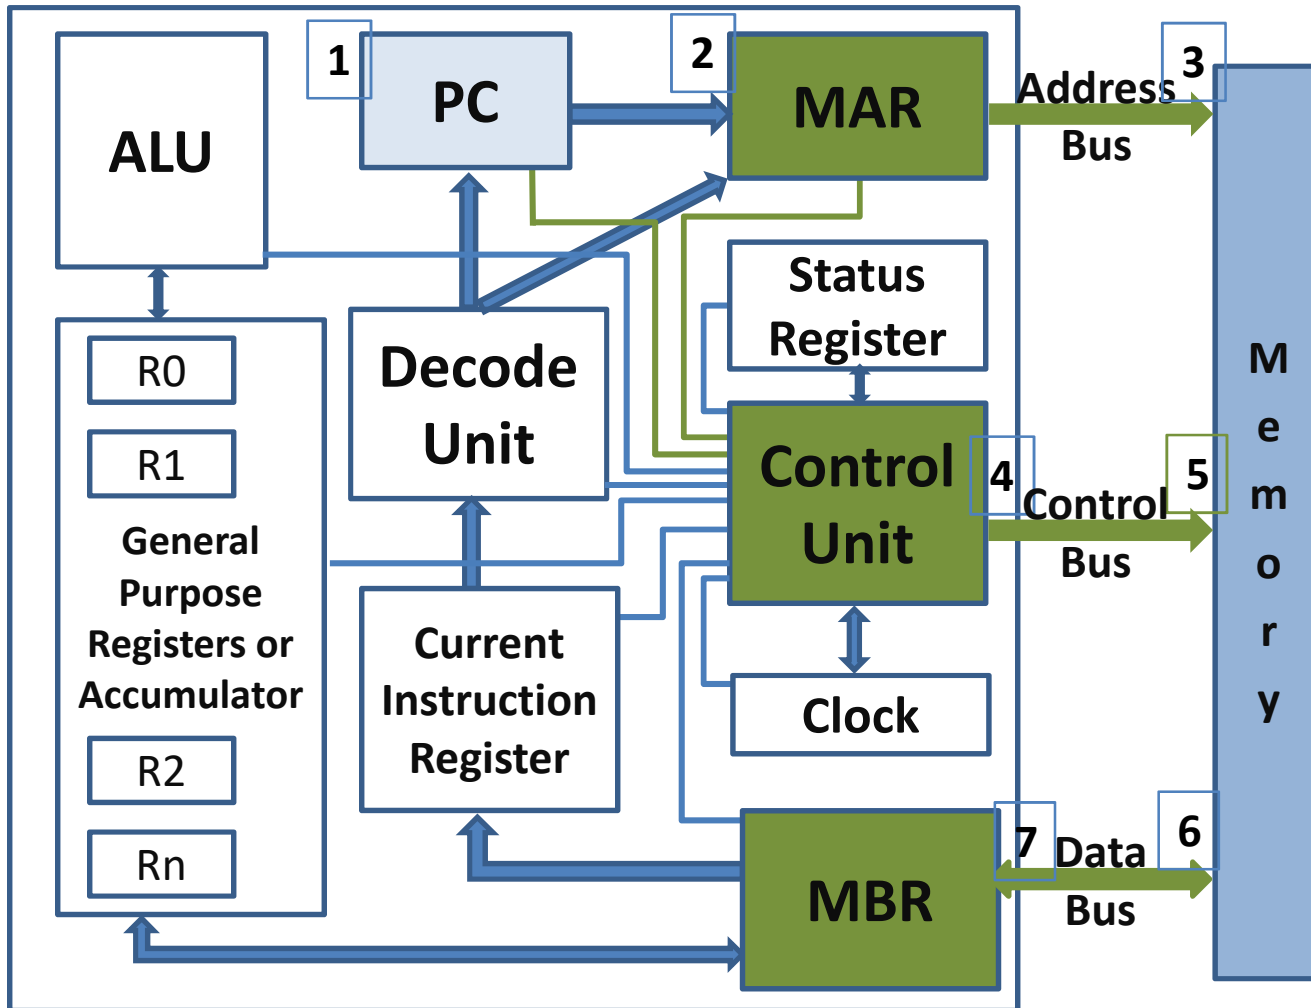 1
PC
2
MAR
Address
Bus
3
ALU
Status
Register
R0
R1
General
Purpose
Registers or
Accumulator
R2
Rn
Decode
Unit
Control
Unit
4
Control
Bus
5
M
e
m
o
r
y
Current
Instruction
Register
Clock
MBR
7
Data
Bus
6